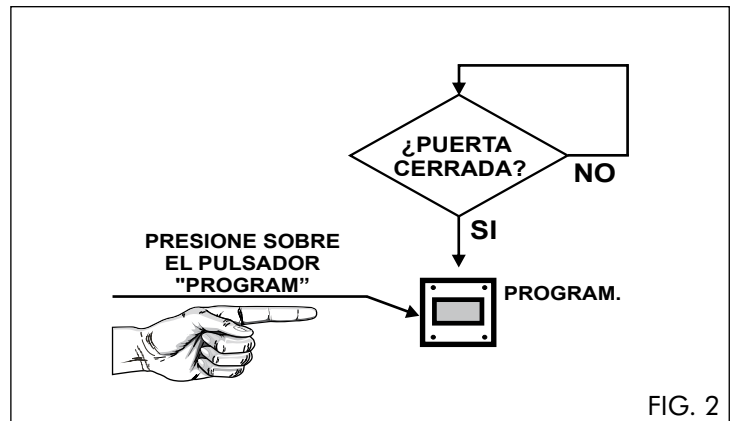 ¿PUERTA
CERRADA?
NO
SI
PRESIONE SOBRE
EL PULSADOR
"PROGRAM”
PROGRAM.
FIG. 2